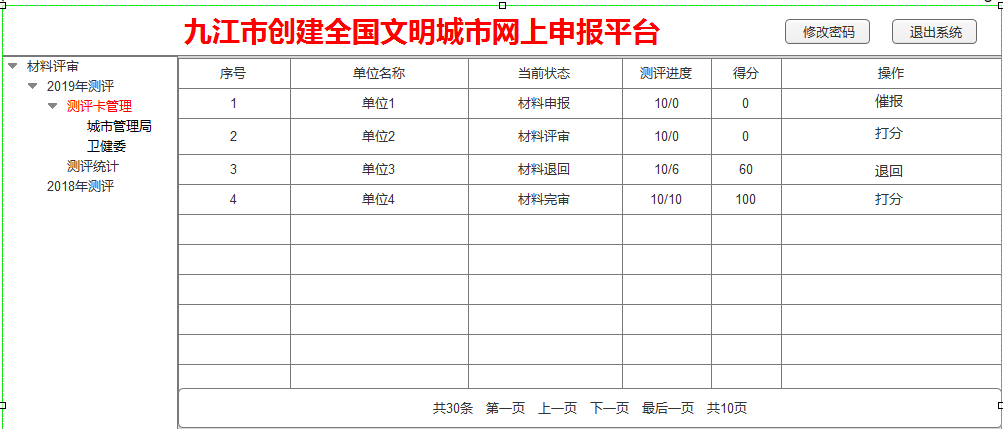 九江市创建全国文明城市网上申报平台
修改密码 退出系统
材料评审
2019年测评
测评卡管理
城市管理局
卫健委
测评统计
2018年测评
序号 单位名称 当前状态 测评进度 得分 操作
1 单位1 材料申报 10/0 0 催报
2 单位2 材料评审 10/0 0 打分
3 单位3 材料退回 10/6 60 退回
4 单位4 材料完审 10/10 100 打分
共30条 第一页 上一页 下一页 最后一页 共10页